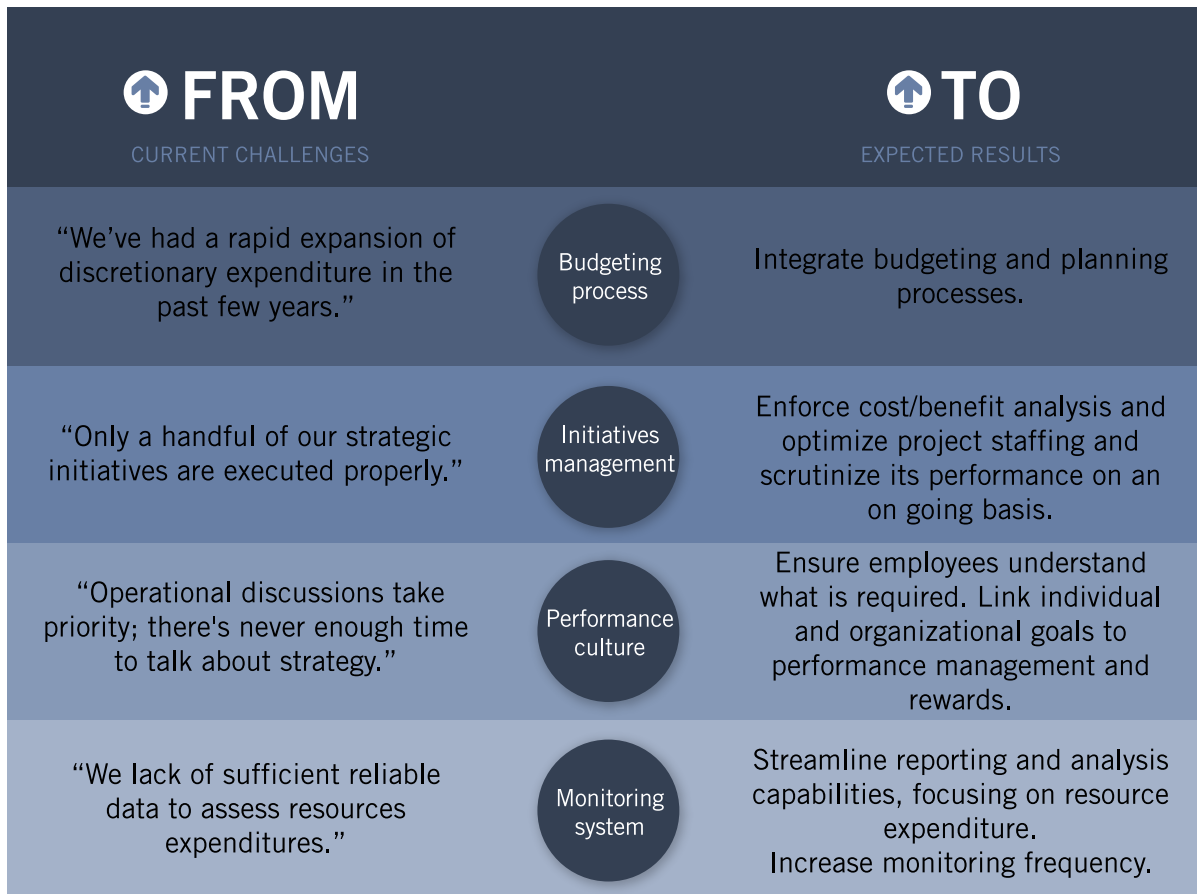 FROM
CURRENT CHALLENGES
TO
EXPECTED RESULTS
“We’ve had a rapid expansion of
discretionary expenditure in the
past few years.”
Budgeting
process
Integrate budgeting and planning
processes.
“Only a handful of our strategic
initiatives are executed properly.”
Initiatives
management
Enforce cost/benefit analysis and
optimize project staffing and
scrutinize its performance on an
on going basis.
“Operational discussions take
priority; there's never enough time
to talk about strategy.”
Performance
culture
Ensure employees understand
what is required. Link individual
and organizational goals to
performance management and
rewards.
“We lack of sufficient reliable
data to assess resources
expenditures.”
Monitoring
system
Streamline reporting and analysis
capabilities, focusing on resource
expenditure.
Increase monitoring frequency.